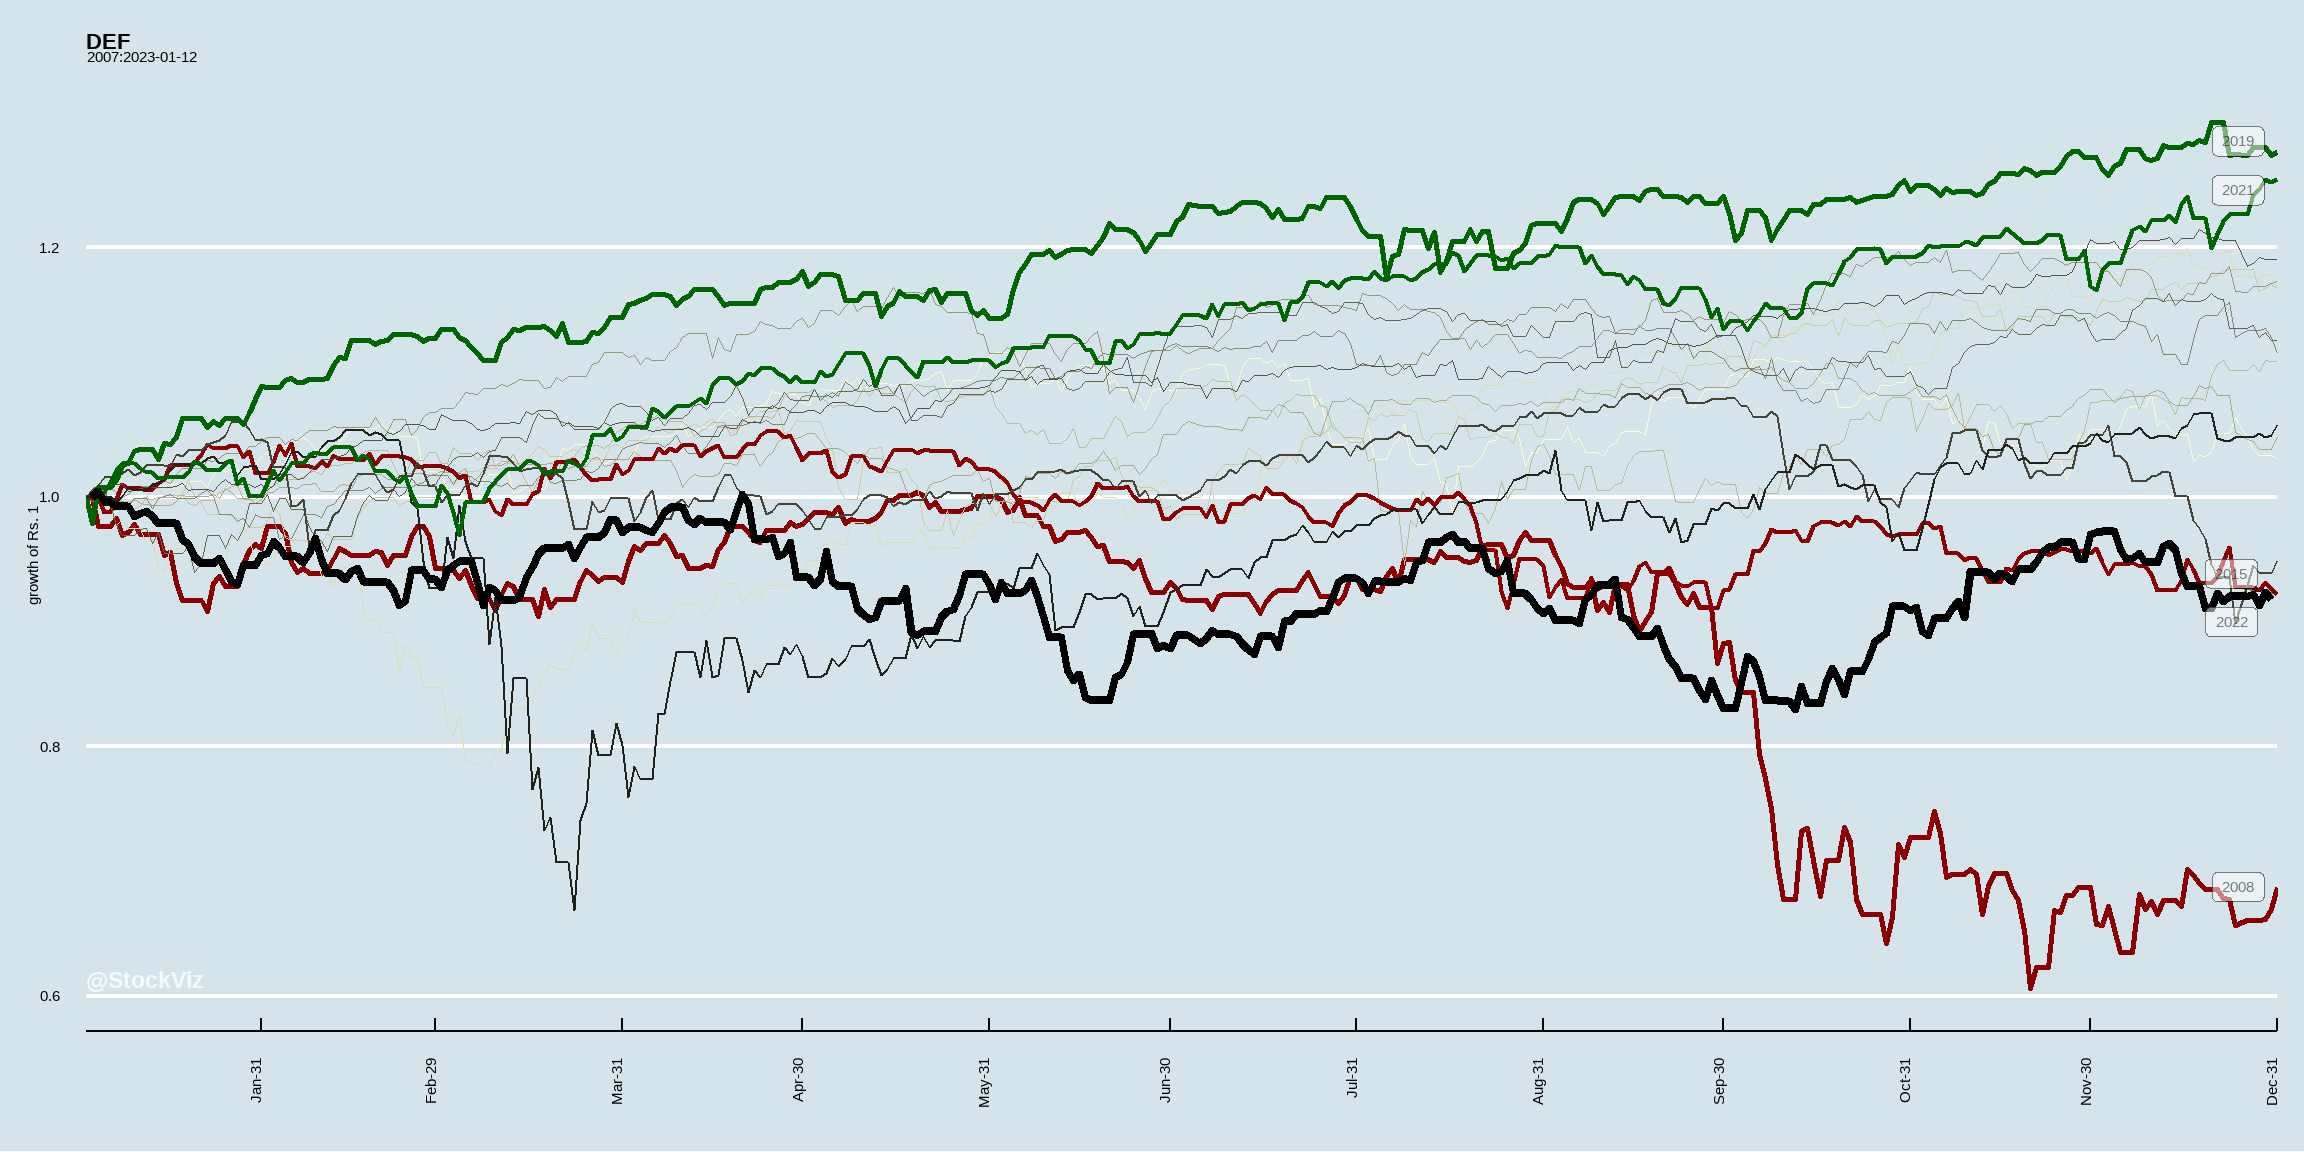 DEF
2007:2023-01-12
2019
2021
1.2
1.0
growth of Rs. 1
2015
2022
0.8
2008
@StockViz
0.6
Jan-31
Feb-29
Mar-31
Apr-30
May-31
Jun-30
Jul-31
Aug-31
Sep-30
Oct-31
Nov-30
Dec-31